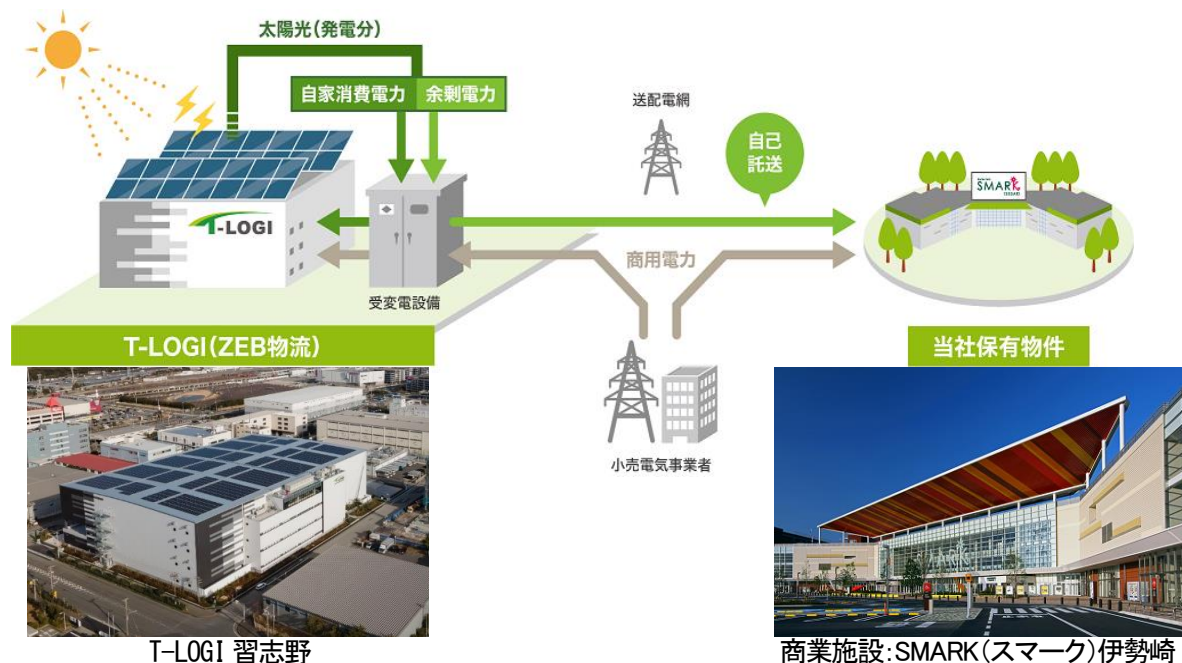 太陽光(発電分)
自家消費電力 余剰電力
送配電網
自己
託送
T-LOGI
SMARK
ISESAKI
商用電力
受変電設備
T-LOGI(ZEB物流)
当社保有物件
小売電気事業者
T-LOGI 習志野
商業施設:SMARK(スマーク)伊勢崎